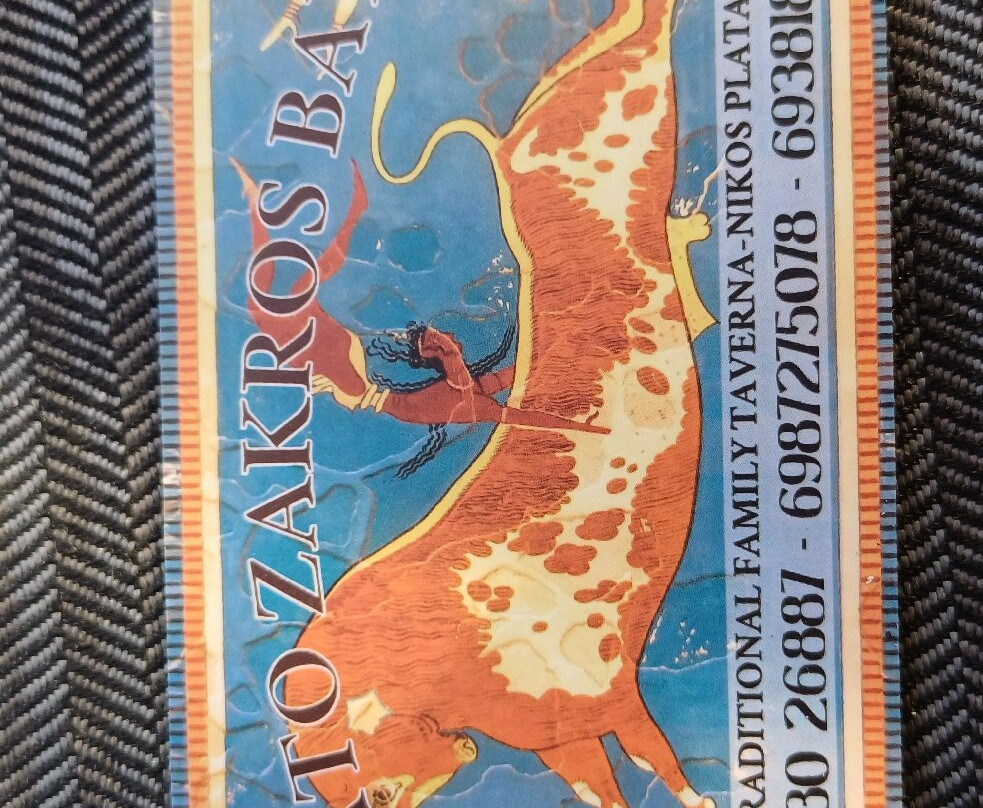 TO ZAKROS BA
RADITIONAL FAMILY TAVERNA-NIKOS PLATA
30 26887 - 6987275078 - 693818